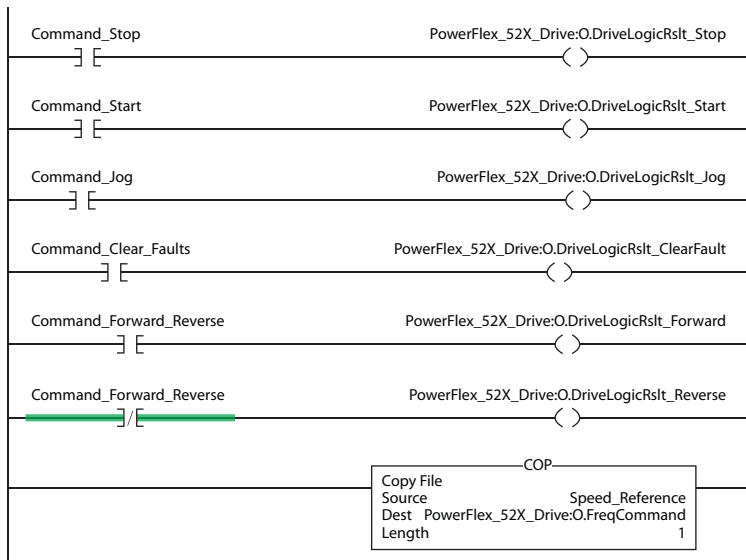 Command_Stop PowerFlex_52X_Drive:O.DriveLogicRslt_Stop
Command_Start PowerFlex_52X_Drive:O.DriveLogicRslt_Start
Command_Jog PowerFlex_52X_Drive:O.DriveLogicRslt_Jog
Command_Clear_Faults PowerFlex_52X_Drive:O.DriveLogicRslt_ClearFault
Command_Forward_Reverse PowerFlex_52X_Drive:O.DriveLogicRslt_Forward
Command_Forward_Reverse PowerFlex_52X_Drive:O.DriveLogicRslt_Reverse
COP
Copy File
Source Speed_Reference
Dest PowerFlex_52X_Drive:O.FreqCommand
Length 1